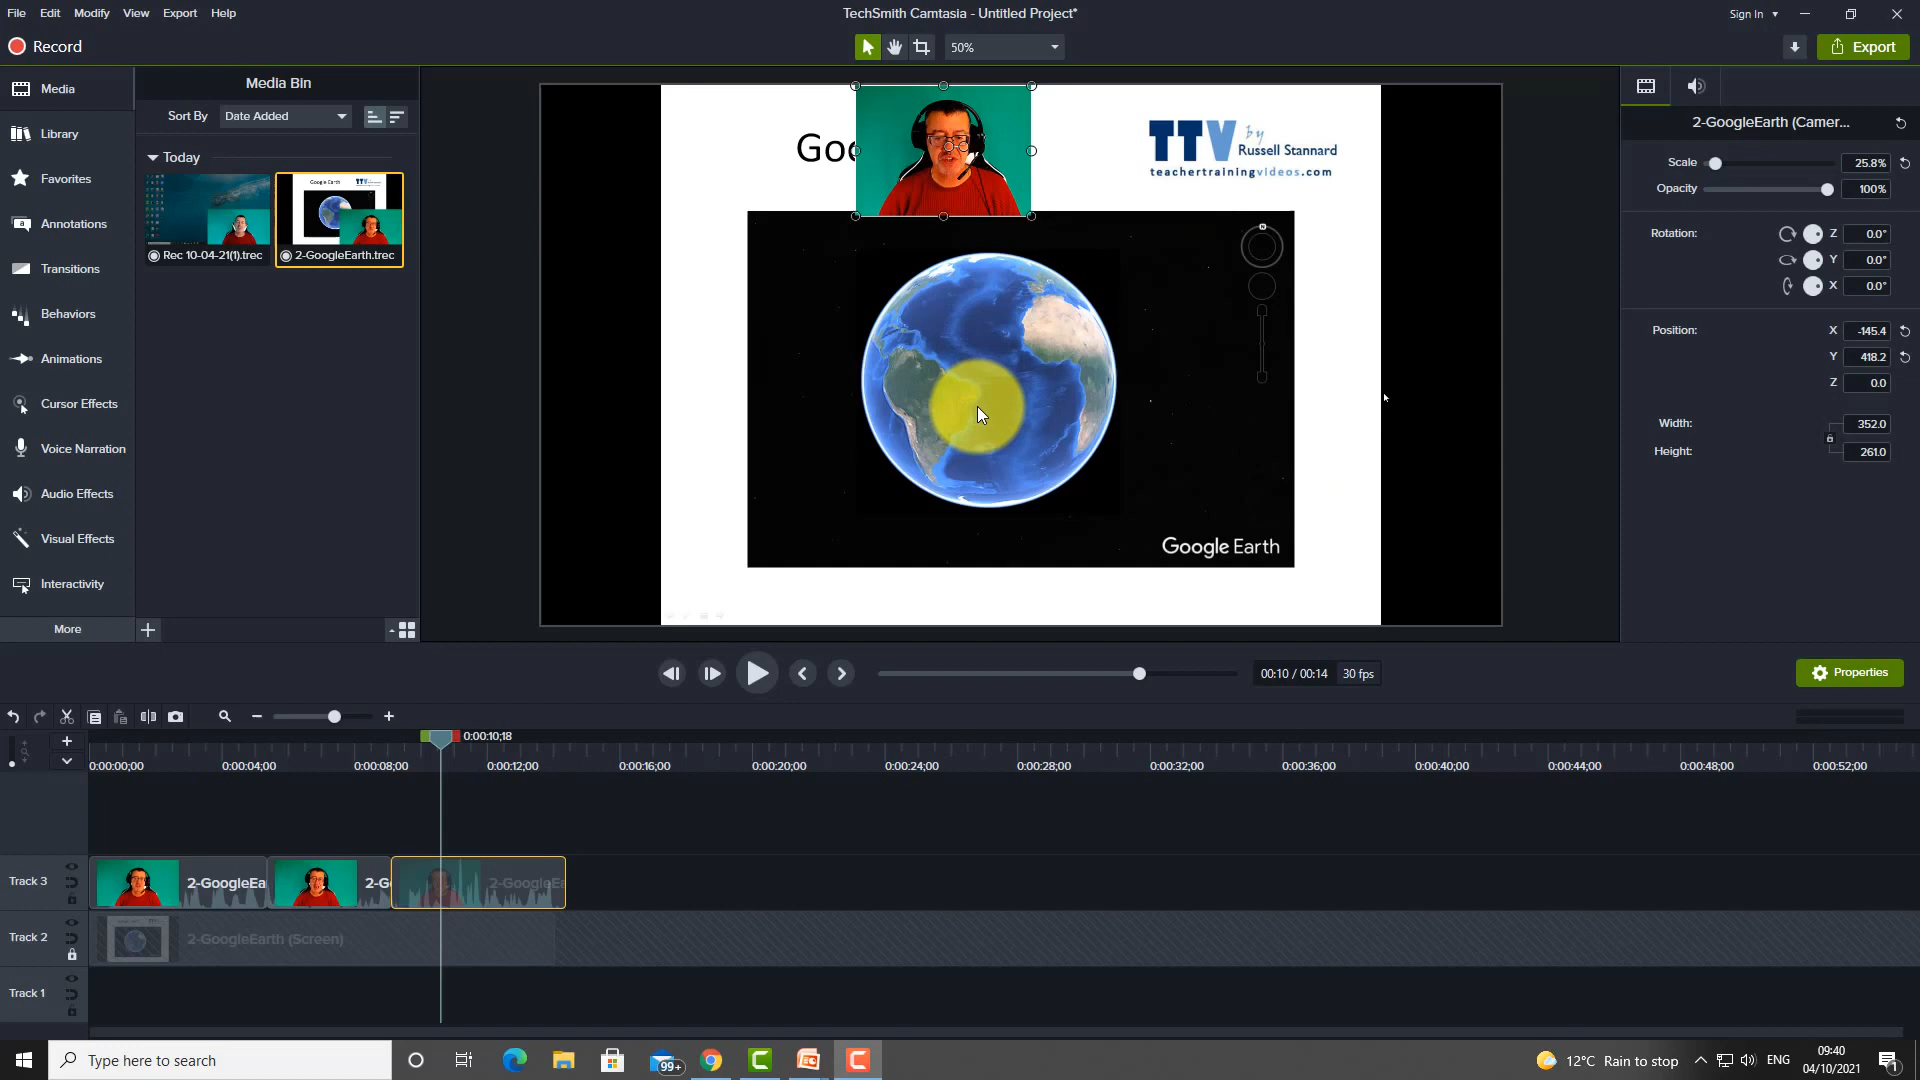 File Edit Modify View Export Help
TechSmith Camtasia - Untitled Project*
Sign In
Record
50%
Export
Media
Library
Favorites
Annotations
Transitions
Behaviors
Animations
Cursor Effects
Voice Narration
Audio Effects
Visual Effects
Interactivity
More
Media Bin
Sort By Date Added
Today
Google Earth
Rec 10-04-21(1).trec
2-GoogleEarth.trec
Goo
TTV by
Russell Stannard
teachertrainingvideos.com
N
Google Earth
2-GoogleEarth (Camer...
Scale 25.8%
Opacity 100%
Rotation: Z 0.0°
Y 0.0°
X 0.0°
Position: X -145.4
Y 418.2
Z 0.0
Width: 352.0
Height: 261.0
00:10 / 00:14 30 fps
Properties
0:00:10;18
0:00:00;00 0:00:04;00 0:00:08;00 0:00:12;00 0:00:16;00 0:00:20;00 0:00:24;00 0:00:28;00 0:00:32;00 0:00:36;00 0:00:40;00 0:00:44;00 0:00:48;00 0:00:52;00
Track 3 2-GoogleEa 2-G 2-GoogleEa
Track 2 2-GoogleEarth (Screen)
Track 1
Type here to search
99+
12°C Rain to stop
ENG
09:40
04/10/2021
1